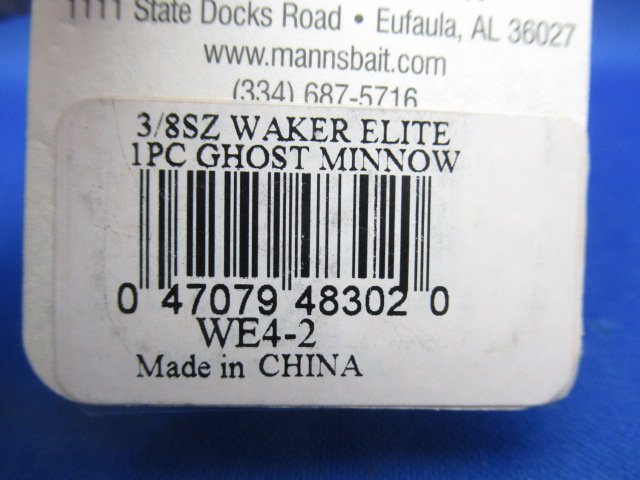 1111 State Docks Road • Eufaula, AL 36027
www.mannsbait.com
(334) 687-5716
3/8SZ WAKER ELITE
1PC GHOST MINNOW
0 47079 48302 0
WE4-2
Made in CHINA